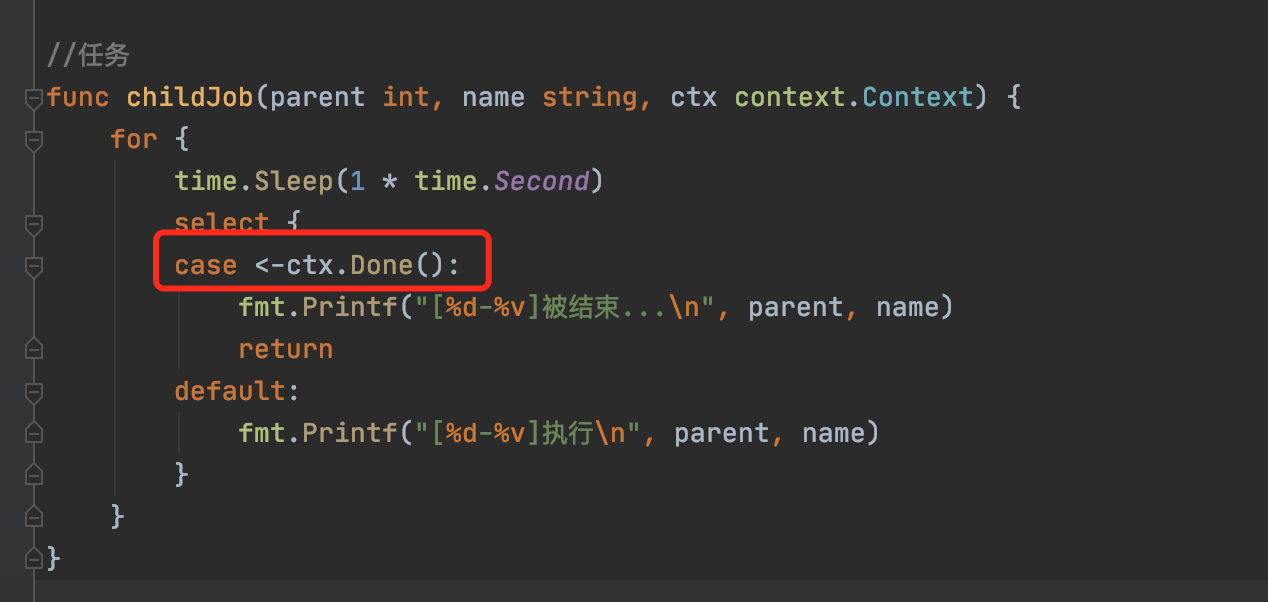 //任务
func childJob(parent int, name string, ctx context.Context) {
    for {
        time.Sleep(1 * time.Second)
        select {
        case <-ctx.Done():
            fmt.Printf("[%d-%v]被结束...\n", parent, name)
            return
        default:
            fmt.Printf("[%d-%v]执行\n", parent, name)
        }
    }
}